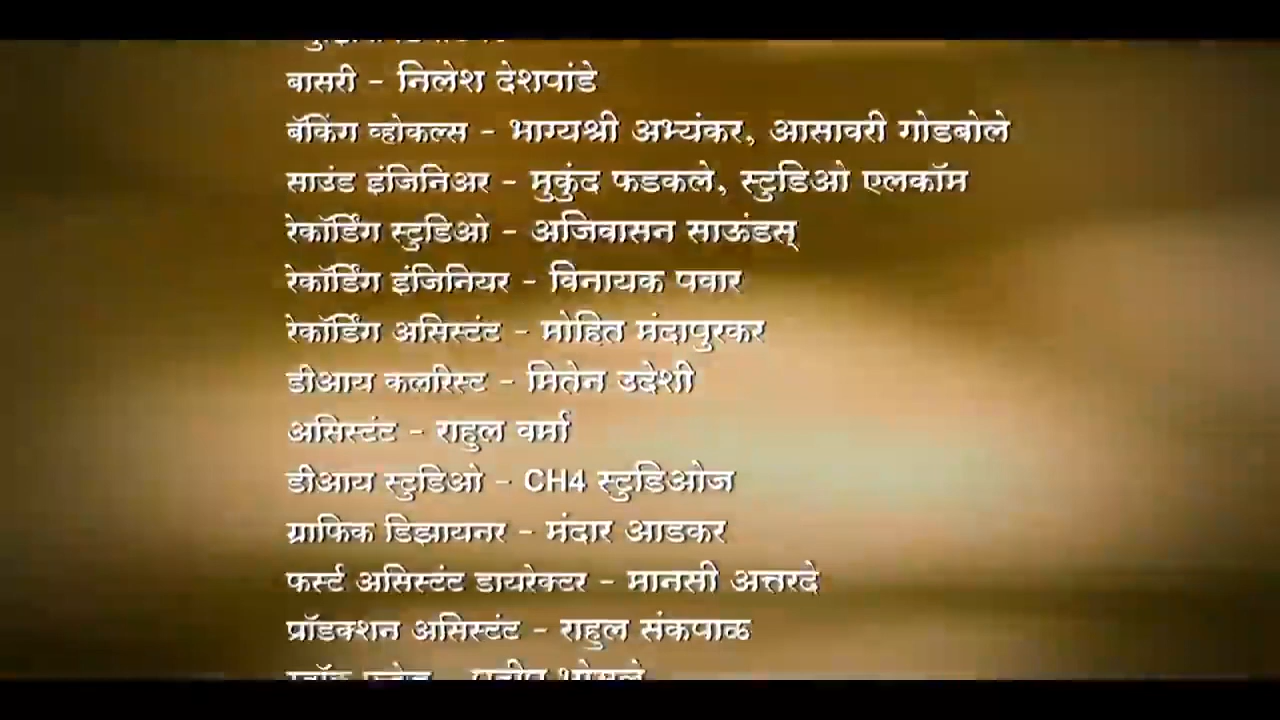 बासरी - निलेश देशपांडे
बॅकिंग व्होकल्स - भाग्यश्री अभ्यंकर, आसावरी गोडबोले
साउंड इंजिनिअर - मुकुंद फडकले, स्टुडिओ एलकॉम
रेकॉर्डिंग स्टुडिओ - अजिवासन साऊंडस्
रेकॉर्डिंग इंजिनियर - विनायक पवार
रेकॉर्डिंग असिस्टंट - मोहित मंदापुरकर
डीआय कलरिस्ट - मितेन उदेशी
असिस्टंट - राहुल वर्मा
डीआय स्टुडिओ - CH4 स्टुडिओज
ग्राफिक डिझायनर - मंदार आडकर
फर्स्ट असिस्टंट डायरेक्टर - मानसी अत्तरदे
प्रॉडक्शन असिस्टंट - राहुल संकपाळ